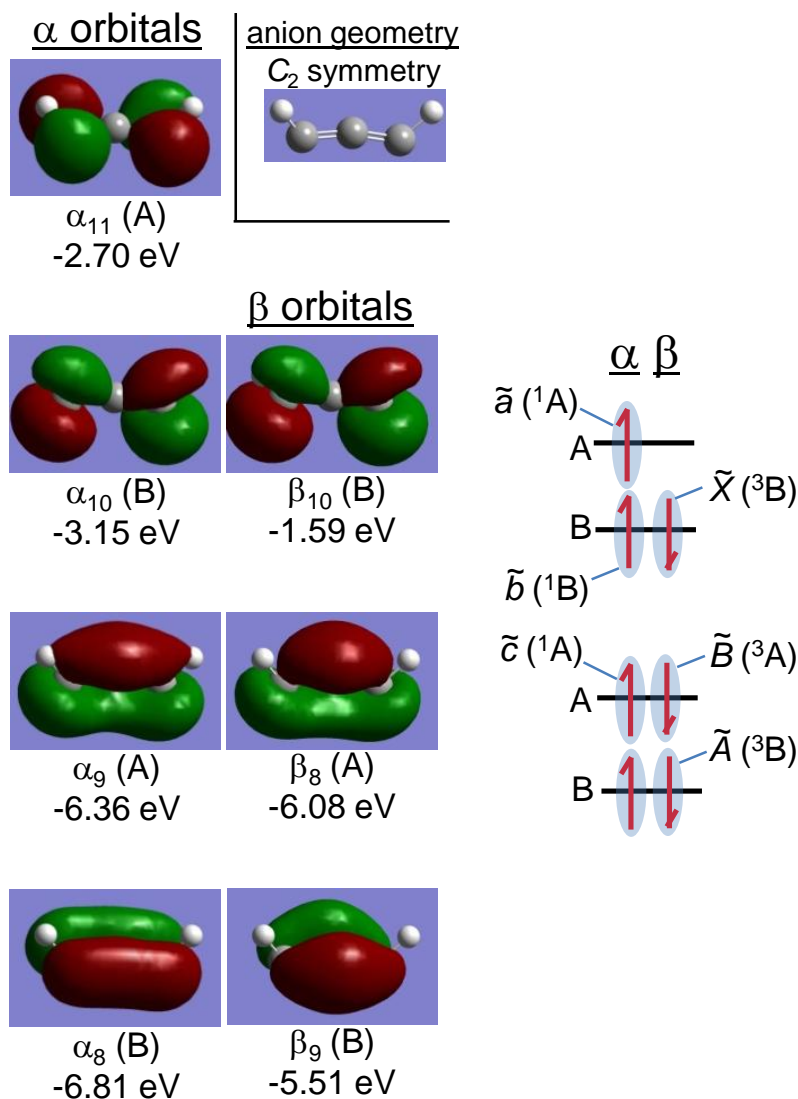 α orbitals
anion geometry
C₂ symmetry
α₁₁ (A)
-2.70 eV
β orbitals
α₁₀ (B)
-3.15 eV
β₁₀ (B)
-1.59 eV
α₉ (A)
-6.36 eV
β₈ (A)
-6.08 eV
α₈ (B)
-6.81 eV
β₉ (B)
-5.51 eV
α β
ã (¹A)
A
X̃ (³B)
B
b̃ (¹B)
c̃ (¹A)
B̃ (³A)
A
Ã (³B)
B